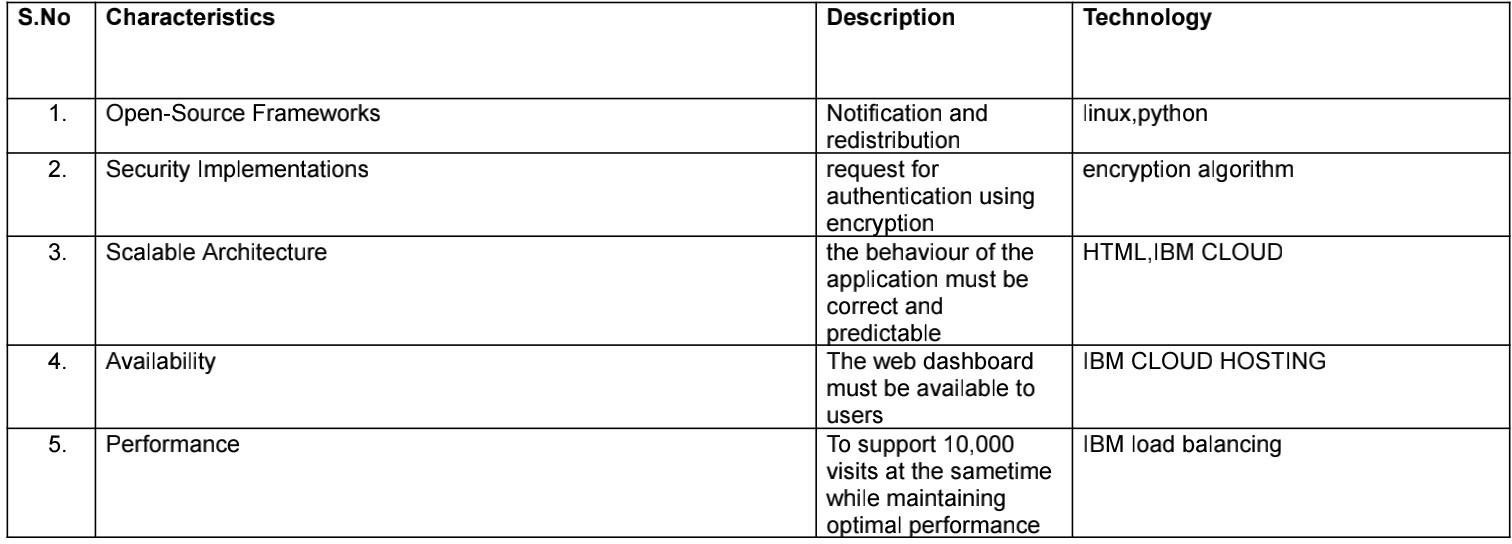 S.No Characteristics Description Technology
1. Open-Source Frameworks Notification and linux,python
redistribution
2. Security Implementations request for encryption algorithm
authentication using
encryption
3. Scalable Architecture the behaviour of the HTML,IBM CLOUD
application must be
correct and
predictable
4. Availability The web dashboard IBM CLOUD HOSTING
must be available to
users
5. Performance To support 10,000 IBM load balancing
visits at the sametime
while maintaining
optimal performance